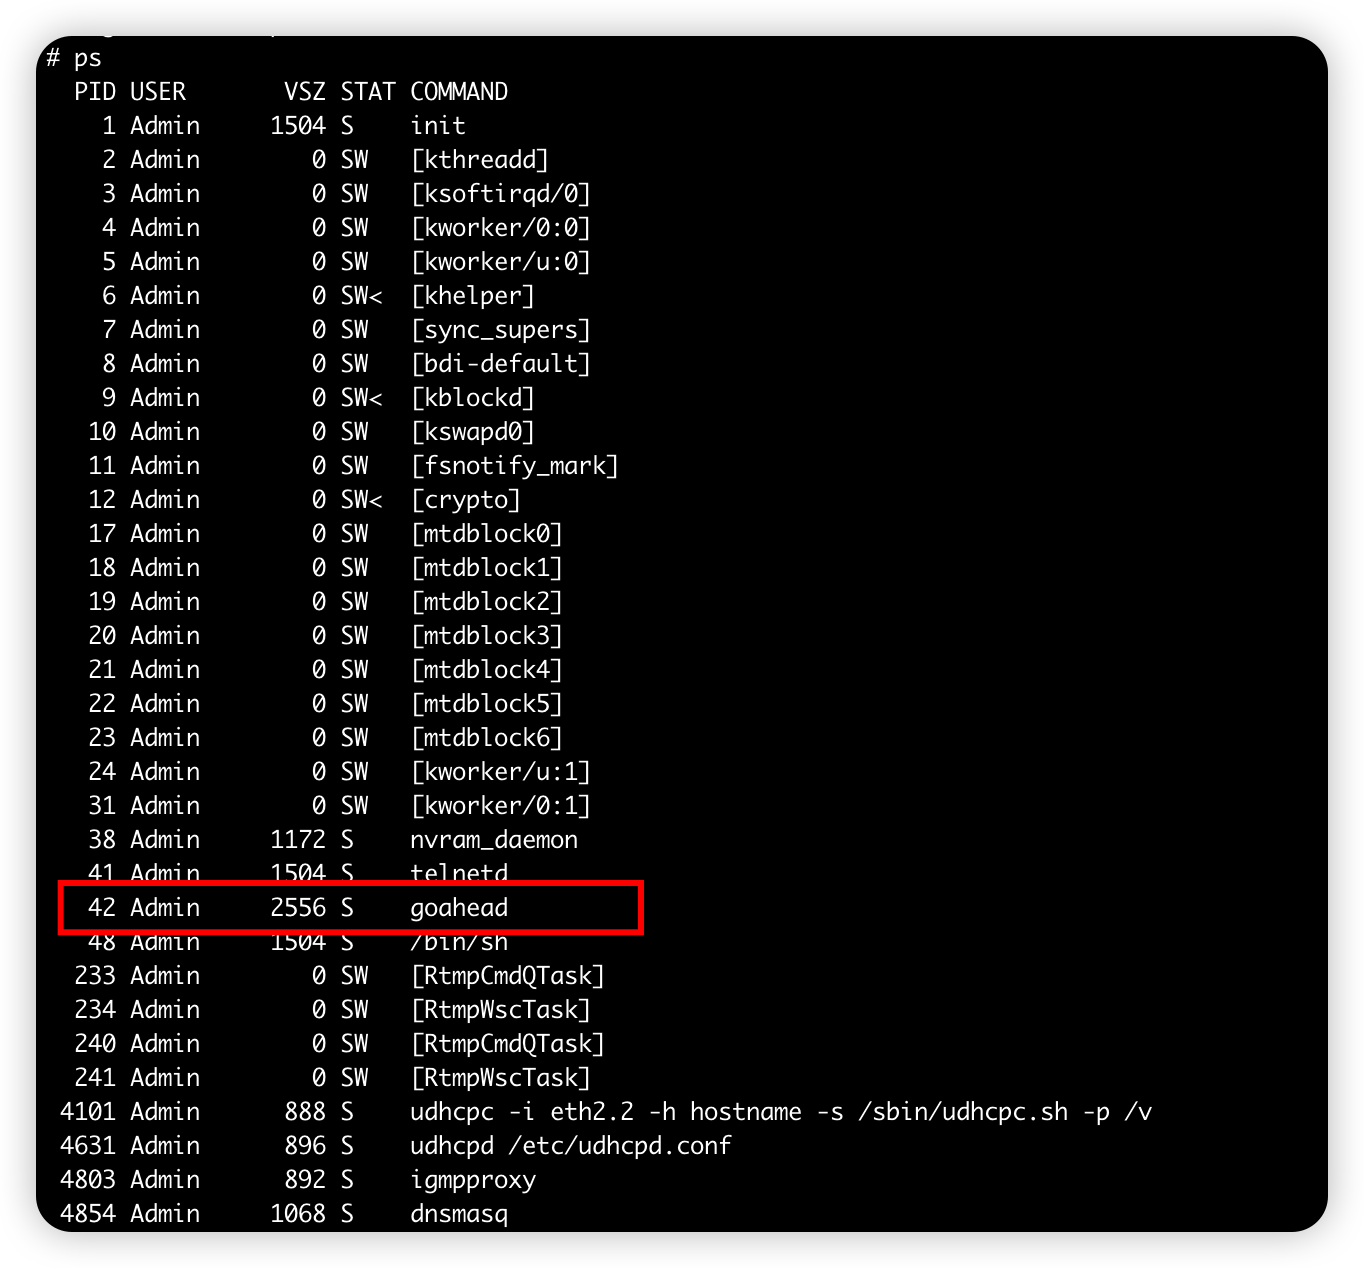 # ps
  PID USER       VSZ STAT COMMAND
    1 Admin     1504 S    init
    2 Admin        0 SW   [kthreadd]
    3 Admin        0 SW   [ksoftirqd/0]
    4 Admin        0 SW   [kworker/0:0]
    5 Admin        0 SW   [kworker/u:0]
    6 Admin        0 SW<  [khelper]
    7 Admin        0 SW   [sync_supers]
    8 Admin        0 SW   [bdi-default]
    9 Admin        0 SW<  [kblockd]
   10 Admin        0 SW   [kswapd0]
   11 Admin        0 SW   [fsnotify_mark]
   12 Admin        0 SW<  [crypto]
   17 Admin        0 SW   [mtdblock0]
   18 Admin        0 SW   [mtdblock1]
   19 Admin        0 SW   [mtdblock2]
   20 Admin        0 SW   [mtdblock3]
   21 Admin        0 SW   [mtdblock4]
   22 Admin        0 SW   [mtdblock5]
   23 Admin        0 SW   [mtdblock6]
   24 Admin        0 SW   [kworker/u:1]
   31 Admin        0 SW   [kworker/0:1]
   38 Admin     1172 S    nvram_daemon
   41 Admin     1504 S    telnetd
   42 Admin     2556 S    goahead
   48 Admin     1504 S    /bin/sh
  233 Admin        0 SW   [RtmpCmdQTask]
  234 Admin        0 SW   [RtmpWscTask]
  240 Admin        0 SW   [RtmpCmdQTask]
  241 Admin        0 SW   [RtmpWscTask]
 4101 Admin      888 S    udhcpc -i eth2.2 -h hostname -s /sbin/udhcpc.sh -p /v
 4631 Admin      896 S    udhcpd /etc/udhcpd.conf
 4803 Admin      892 S    igmpproxy
 4854 Admin     1068 S    dnsmasq